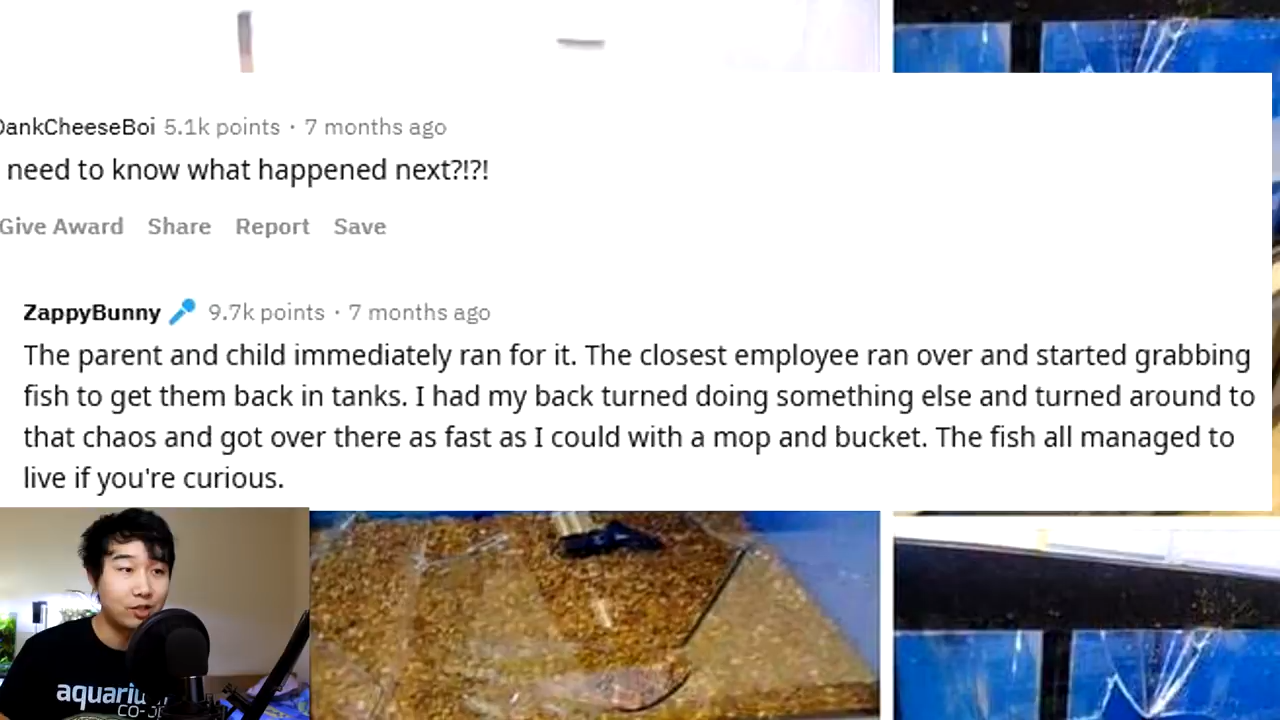 DankCheeseBoi 5.1k points · 7 months ago
need to know what happened next?!?!
Give Award Share Report Save
ZappyBunny 9.7k points · 7 months ago
The parent and child immediately ran for it. The closest employee ran over and started grabbing
fish to get them back in tanks. I had my back turned doing something else and turned around to
that chaos and got over there as fast as I could with a mop and bucket. The fish all managed to
live if you're curious.
aquariu
co-